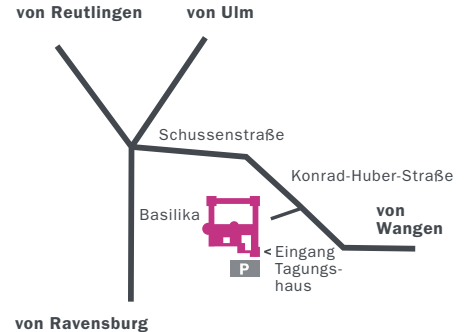 von Reutlingen
von Ulm
Schussenstraße
Konrad-Huber-Straße
Basilika
von
Wangen
< Eingang
Tagungs-
haus
P
von Ravensburg